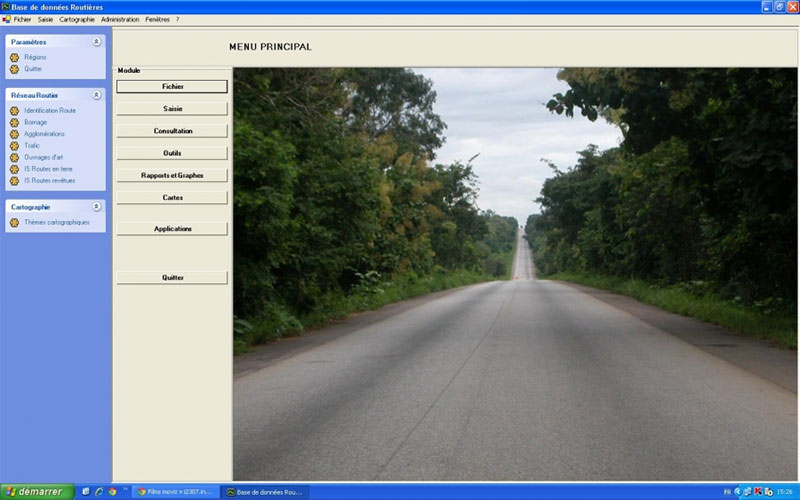 Base de données Routières
Fichier Saisie Cartographie Administration Fenêtres ?
Paramètres
Régions
Quitter
Réseau Routier
Identification Route
Bornage
Agglomérations
Trafic
Ouvrages d'art
IS Routes en terre
IS Routes revêtues
Cartographie
Thèmes cartographiques
MENU PRINCIPAL
Module
Fichier
Saisie
Consultation
Outils
Rapports et Graphes
Cartes
Applications
Quitter
démarrer
Films moviz » i2307.in...
Base de données Rou...
FR
15:26